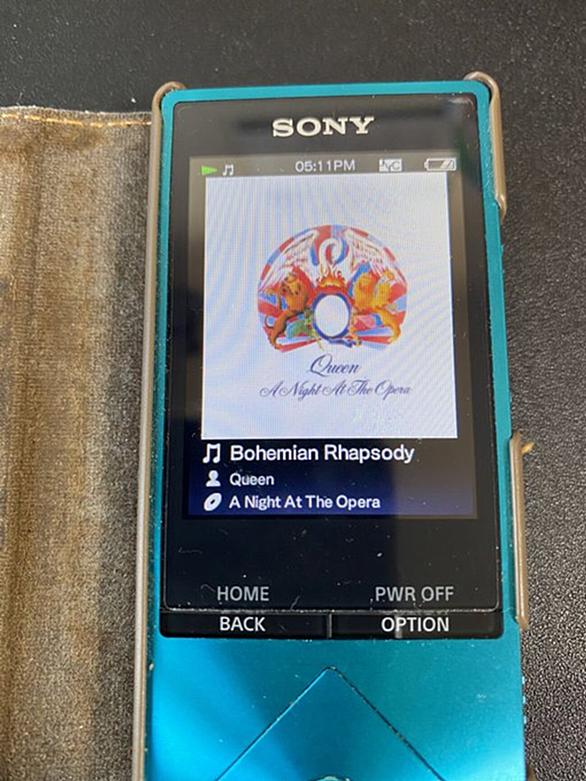 SONY
05:11PM NC
Queen
A Night At The Opera
Bohemian Rhapsody
Queen
A Night At The Opera
HOME PWR OFF
BACK OPTION